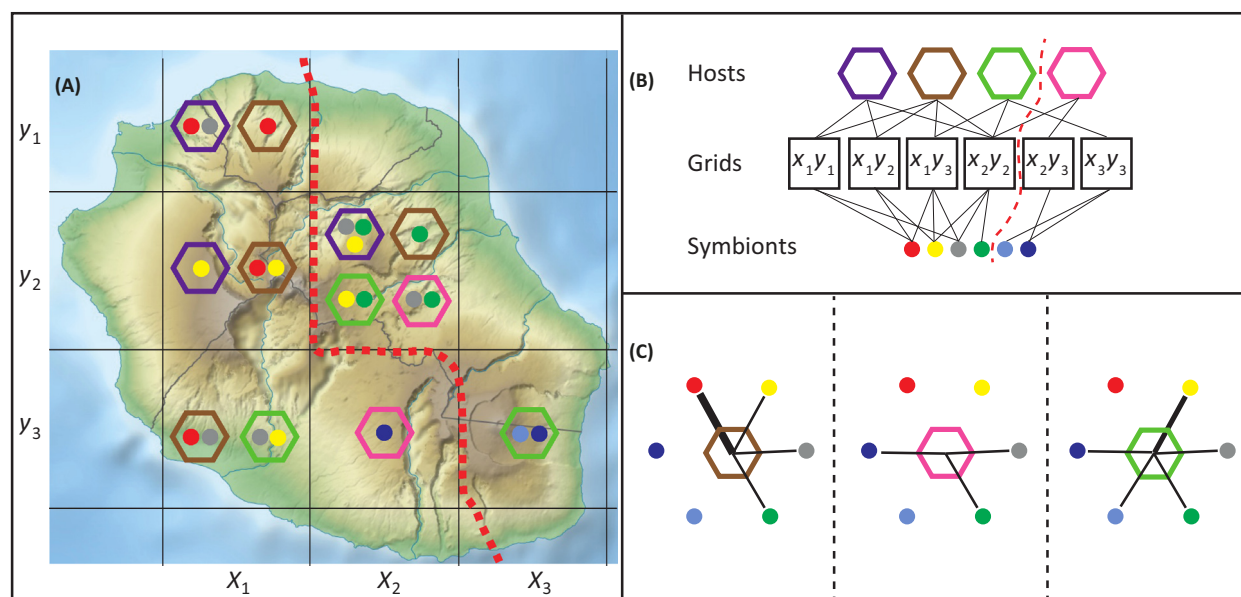 (A)
y₁
y₂
y₃
X₁ X₂ X₃
(B)
Hosts
Grids
x₁y₁ x₁y₂ x₁y₃ x₂y₂ x₂y₃ x₃y₃
Symbionts
(C)